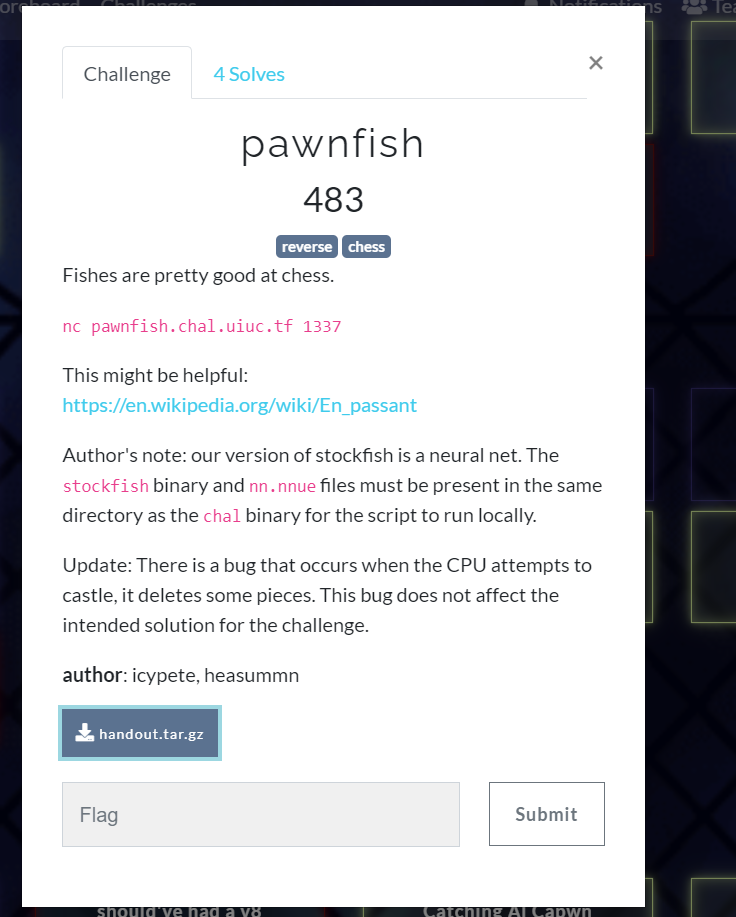 Challenges
Notifications
Challenge
4 Solves
×
pawnfish
483
reverse
chess
Fishes are pretty good at chess.
nc pawnfish.chal.uiuc.tf 1337
This might be helpful:
https://en.wikipedia.org/wiki/En_passant
Author's note: our version of stockfish is a neural net. The
stockfish binary and nn.nnue files must be present in the same
directory as the chal binary for the script to run locally.
Update: There is a bug that occurs when the CPU attempts to
castle, it deletes some pieces. This bug does not affect the
intended solution for the challenge.
author: icypete, heasummn
handout.tar.gz
Flag
Submit
should've had a v8
Catching AI Capwn